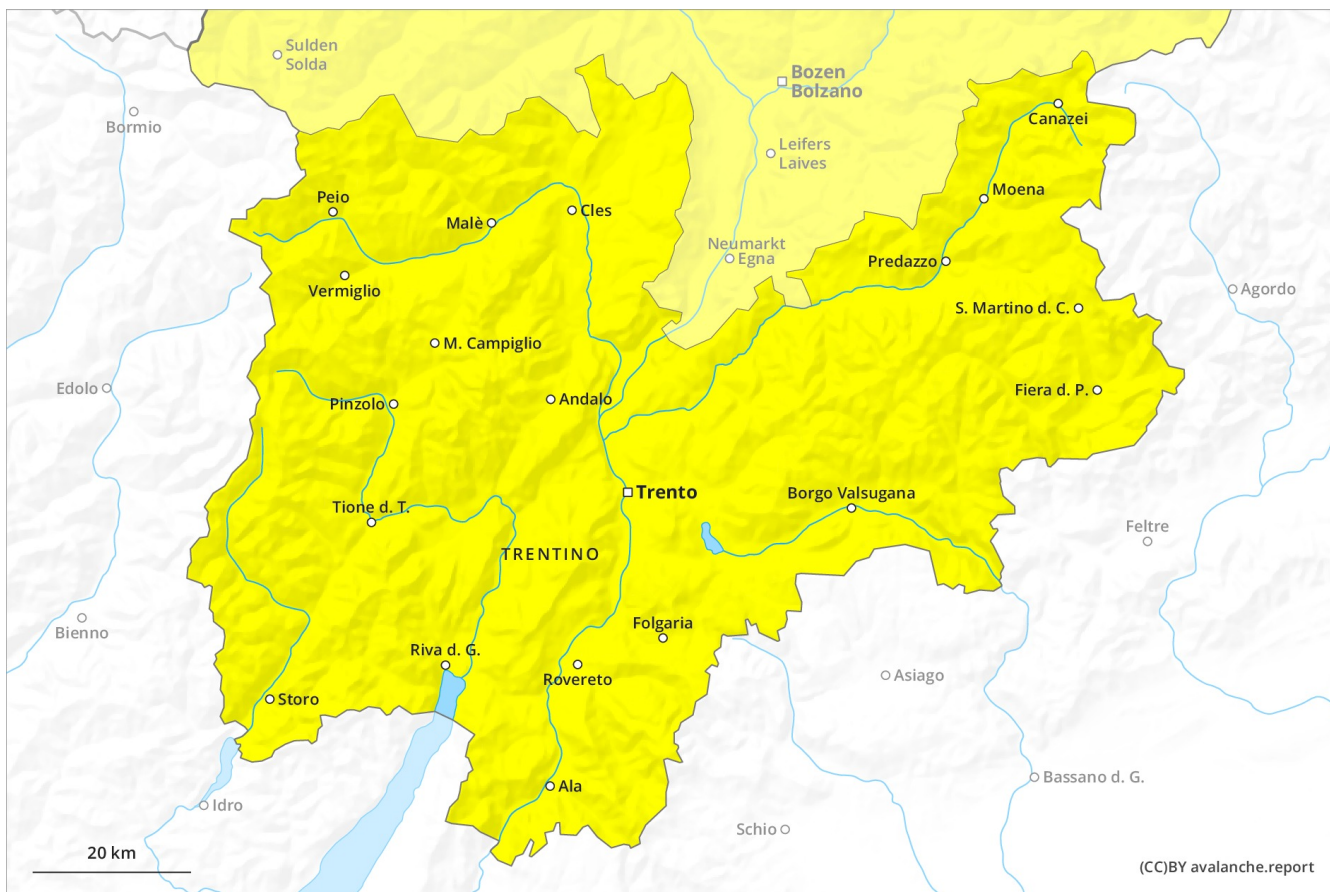 Sulden
Solda
Bozen
Bolzano
Bormio
Canazei
Leifers
Laives
Peio
Moena
Malè
Cles
Neumarkt
Egna
Predazzo
Vermiglio
Agordo
S. Martino d. C.
M. Campiglio
Edolo
Andalo
Fiera d. P.
Pinzolo
Trento
Borgo Valsugana
Tione d. T.
Feltre
TRENTINO
Folgaria
Bienno
Riva d. G.
Rovereto
Asiago
Storo
Bassano d. G.
Ala
Idro
Schio
20 km
(CC)BY avalanche.report